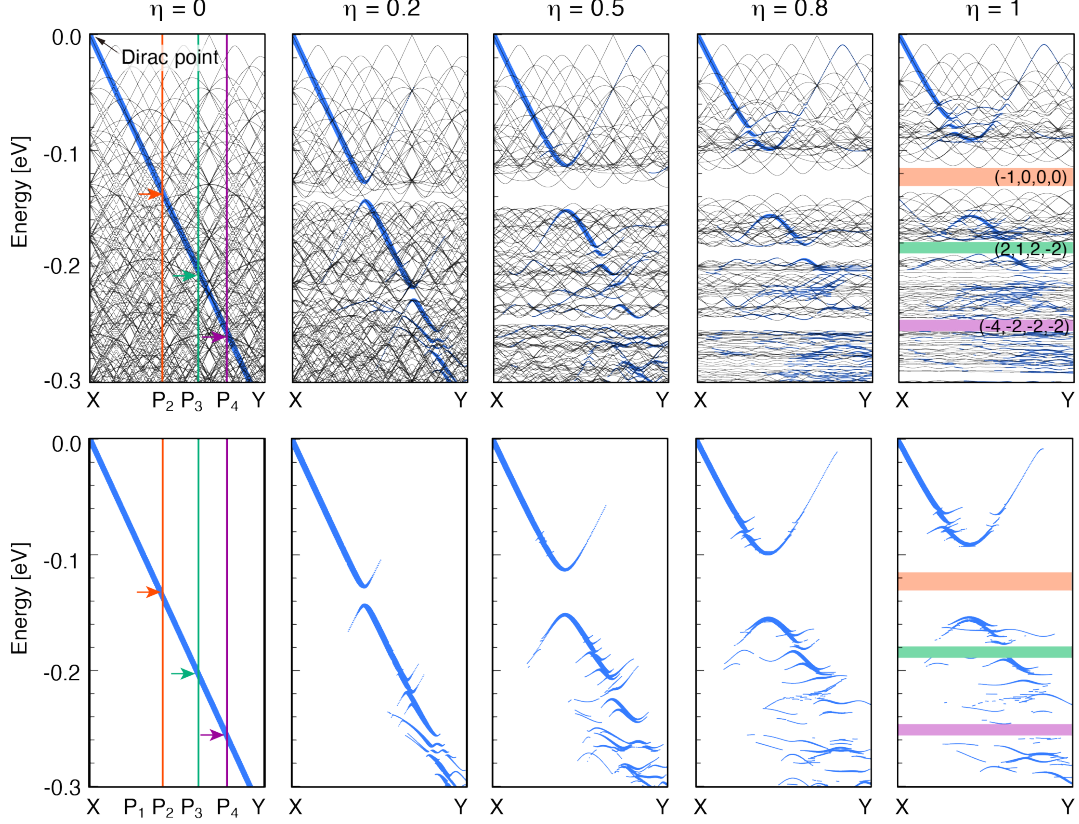 η = 0 η = 0.2 η = 0.5 η = 0.8 η = 1
0.0
Dirac point
-0.1
-0.2
-0.3
Energy [eV]
(-1,0,0,0)
(2,1,2,-2)
(-4,-2,-2,-2)
X P₂ P₃ P₄ Y X Y X Y X Y X Y
0.0
-0.1
-0.2
-0.3
Energy [eV]
X P₁ P₂ P₃ P₄ Y X Y X Y X Y X Y